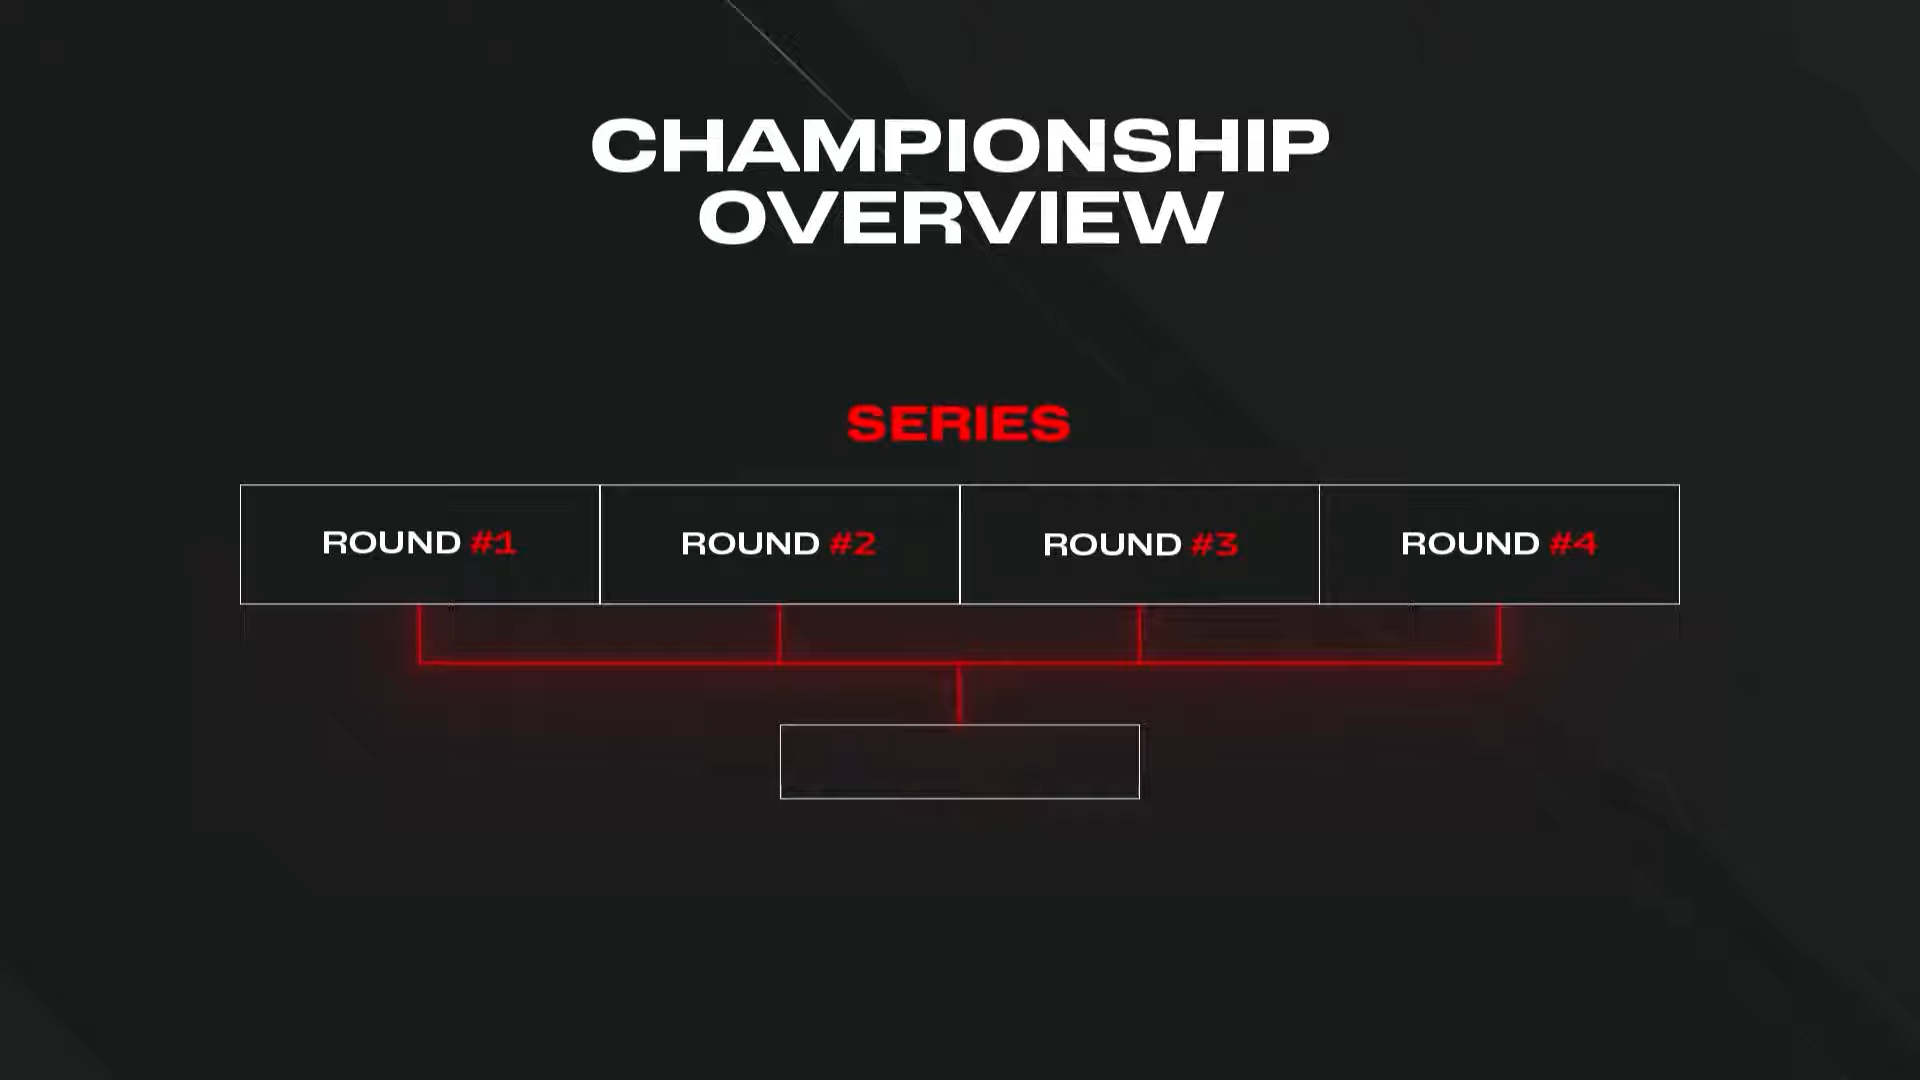 CHAMPIONSHIP
OVERVIEW
SERIES
ROUND #1
ROUND #2
ROUND #3
ROUND #4